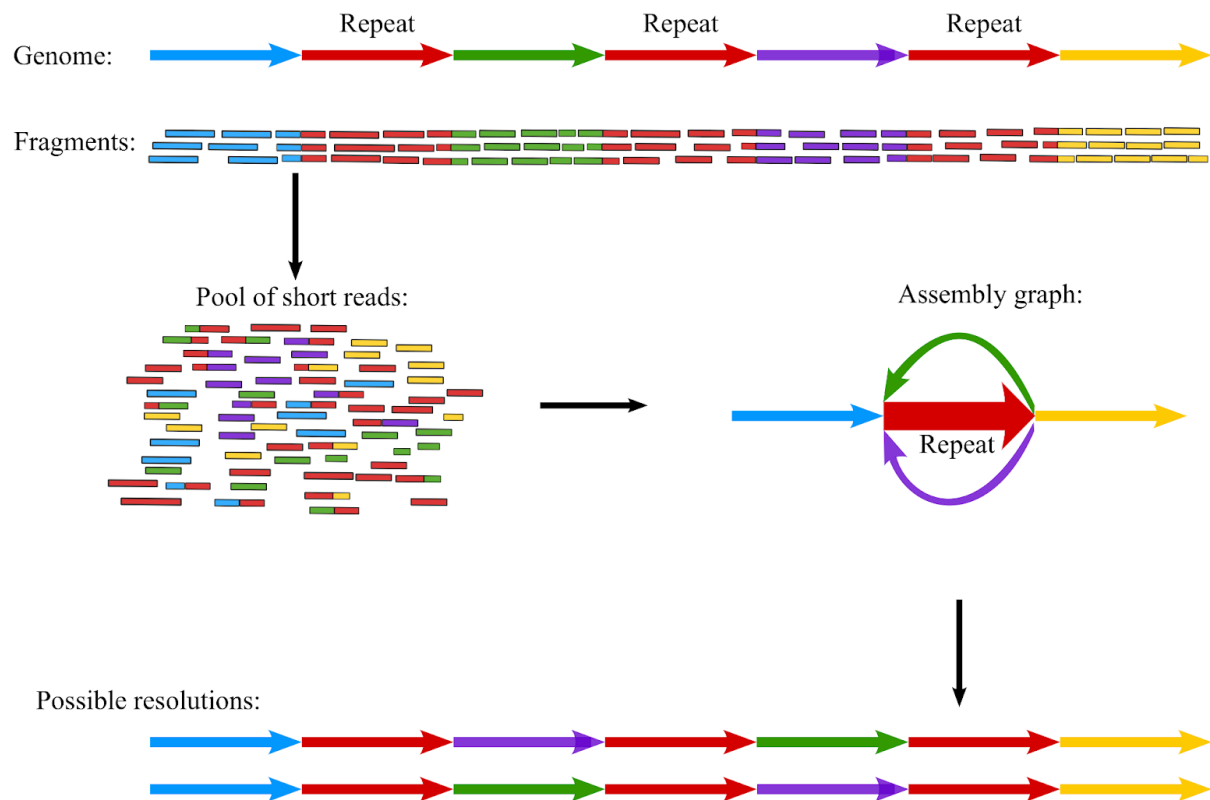 Repeat Repeat Repeat
Genome:
Fragments:
Pool of short reads:
Assembly graph:
Repeat
Possible resolutions: